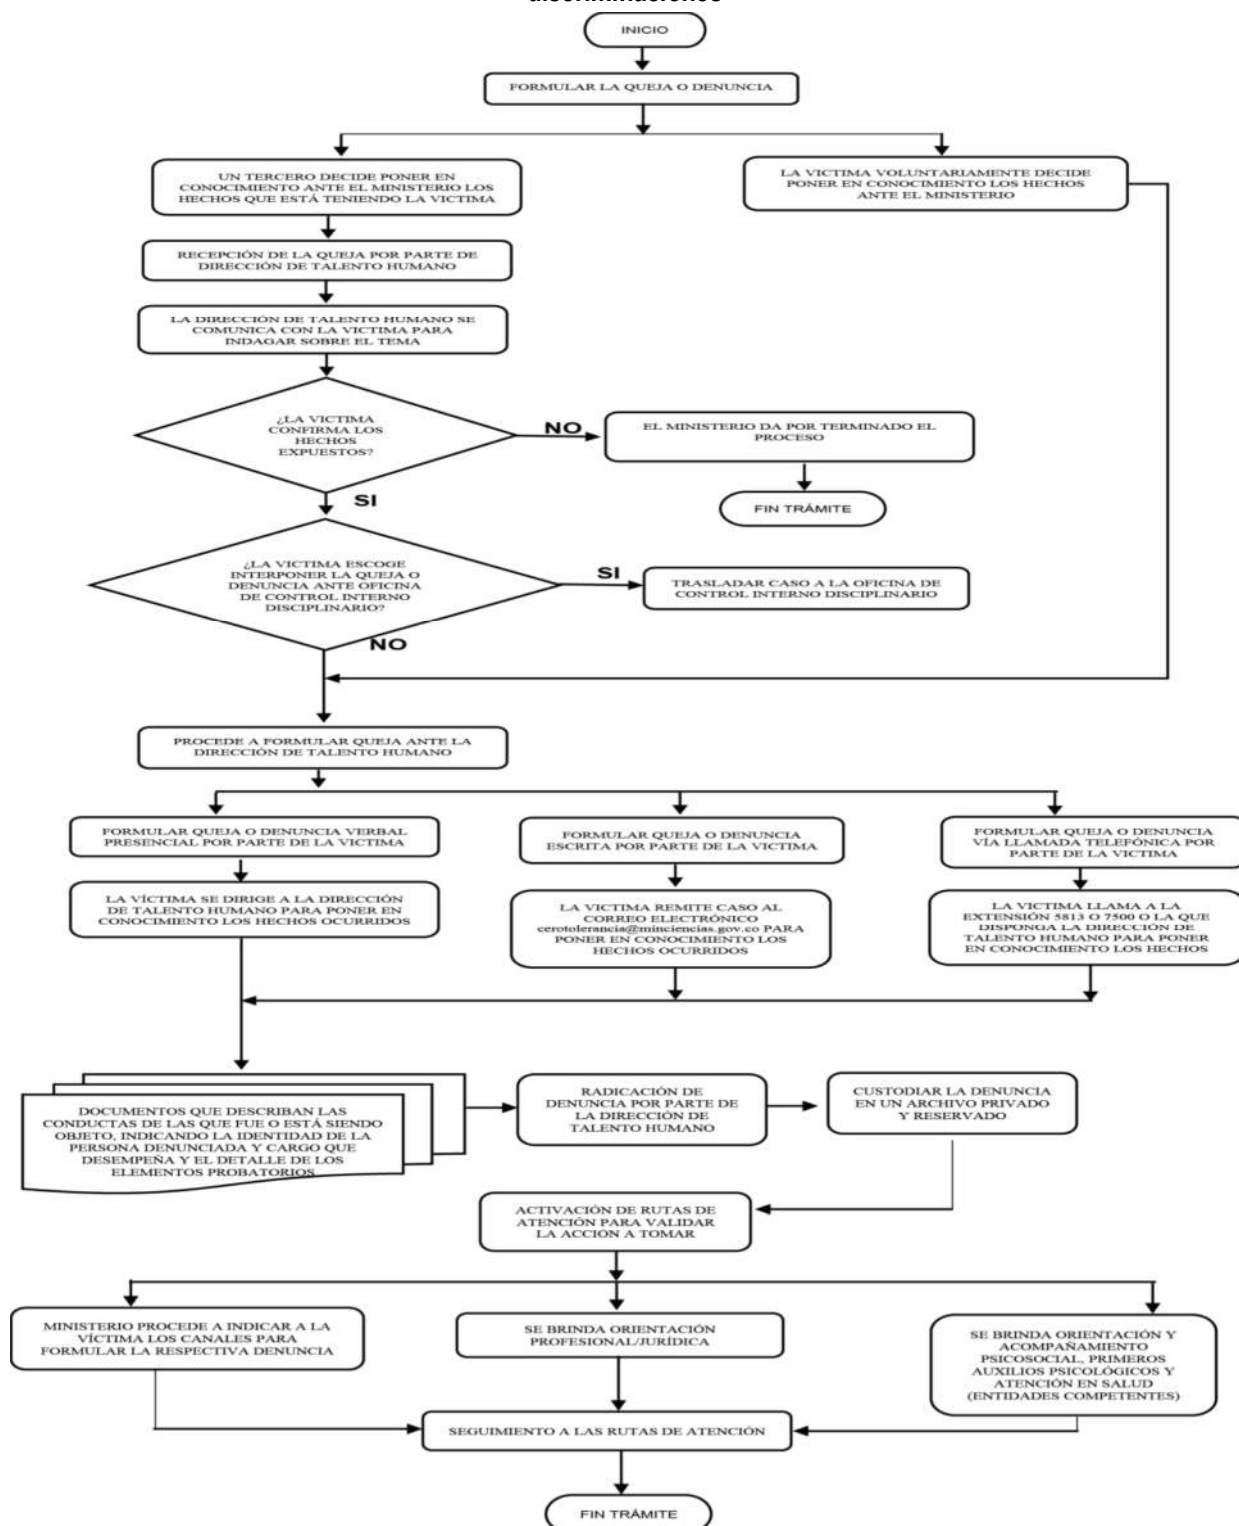 discriminaciones
INICIO
FORMULAR LA QUEJA O DENUNCIA
UN TERCERO DECIDE PONER EN
CONOCIMIENTO ANTE EL MINISTERIO LOS
HECHOS QUE ESTÁ TENIENDO LA VICTIMA
LA VICTIMA VOLUNTARIAMENTE DECIDE
PONER EN CONOCIMIENTO LOS HECHOS
ANTE EL MINISTERIO
RECEPCIÓN DE LA QUEJA POR PARTE DE
DIRECCIÓN DE TALENTO HUMANO
LA DIRECCIÓN DE TALENTO HUMANO SE
COMUNICA CON LA VICTIMA PARA
INDAGAR SOBRE EL TEMA
¿LA VICTIMA
CONFIRMA LOS
HECHOS
EXPUESTOS?
NO
EL MINISTERIO DA POR TERMINADO EL
PROCESO
FIN TRÁMITE
SI
¿LA VICTIMA ESCOGE
INTERPONER LA QUEJA O
DENUNCIA ANTE OFICINA
DE CONTROL INTERNO
DISCIPLINARIO?
SI
TRASLADAR CASO A LA OFICINA DE
CONTROL INTERNO DISCIPLINARIO
NO
PROCEDE A FORMULAR QUEJA ANTE LA
DIRECCIÓN DE TALENTO HUMANO
FORMULAR QUEJA O DENUNCIA VERBAL
PRESENCIAL POR PARTE DE LA VICTIMA
FORMULAR QUEJA O DENUNCIA
ESCRITA POR PARTE DE LA VICTIMA
FORMULAR QUEJA O DENUNCIA
VÍA LLAMADA TELEFÓNICA POR
PARTE DE LA VICTIMA
LA VÍCTIMA SE DIRIGE A LA DIRECCIÓN
DE TALENTO HUMANO PARA PONER EN
CONOCIMIENTO LOS HECHOS OCURRIDOS
LA VICTIMA REMITE CASO AL
CORREO ELECTRÓNICO
cerotolerancia@minciencias.gov.co PARA
PONER EN CONOCIMIENTO LOS
HECHOS OCURRIDOS
LA VICTIMA LLAMA A LA
EXTENSIÓN 5813 O 7500 O LA QUE
DISPONGA LA DIRECCIÓN DE
TALENTO HUMANO PARA PONER
EN CONOCIMIENTO LOS HECHOS
DOCUMENTOS QUE DESCRIBAN LAS
CONDUCTAS DE LAS QUE FUE O ESTÁ SIENDO
OBJETO, INDICANDO LA IDENTIDAD DE LA
PERSONA DENUNCIADA Y CARGO QUE
DESEMPEÑA Y EL DETALLE DE LOS
ELEMENTOS PROBATORIOS
RADICACIÓN DE
DENUNCIA POR PARTE DE
LA DIRECCIÓN DE
TALENTO HUMANO
CUSTODIAR LA DENUNCIA
EN UN ARCHIVO PRIVADO
Y RESERVADO
ACTIVACIÓN DE RUTAS DE
ATENCIÓN PARA VALIDAR
LA ACCIÓN A TOMAR
MINISTERIO PROCEDE A INDICAR A LA
VÍCTIMA LOS CANALES PARA
FORMULAR LA RESPECTIVA DENUNCIA
SE BRINDA ORIENTACIÓN
PROFESIONAL/JURÍDICA
SE BRINDA ORIENTACIÓN Y
ACOMPAÑAMIENTO
PSICOSOCIAL, PRIMEROS
AUXILIOS PSICOLÓGICOS Y
ATENCIÓN EN SALUD
(ENTIDADES COMPETENTES)
SEGUIMIENTO A LAS RUTAS DE ATENCIÓN
FIN TRÁMITE